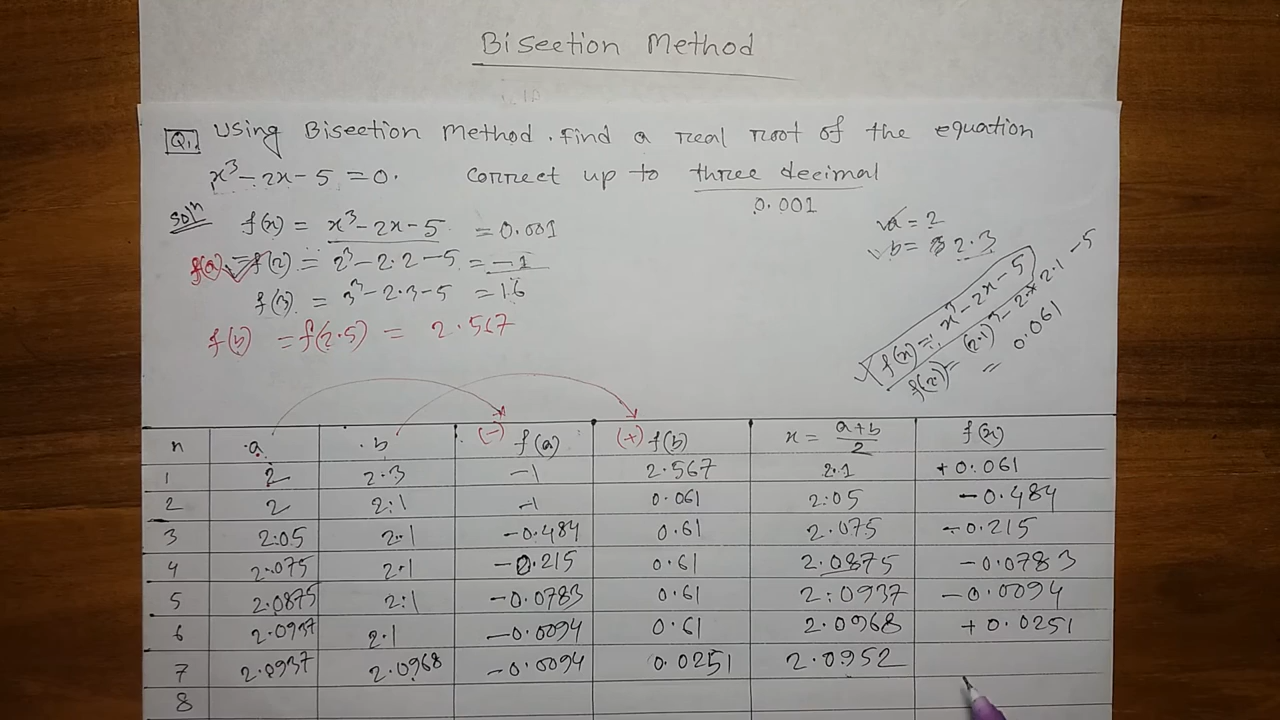 Bisection Method
Q1 Using Bisection Method. Find a real root of the equation
x³ - 2x - 5 = 0. Correct up to three decimal
0.001
Solⁿ f(x) = x³ - 2x - 5 = 0.001
f(a) = f(2) = 2³ - 2·2 - 5 = -1
f(3) = 3³ - 2·3 - 5 = 16
f(b) = f(2.5) = 2.567
a = 2
b = 2.3
f(x) = x³ - 2x - 5
f(x) = (2.1)³ - 2×2.1 - 5
= 0.061
n a b (-) f(a) (+) f(b) x = a+b/2 f(x)
1 2 2.3 -1 2.567 2.1 +0.061
2 2 2.1 -1 0.061 2.05 -0.484
3 2.05 2.1 -0.484 0.61 2.075 -0.215
4 2.075 2.1 -0.215 0.61 2.0875 -0.0783
5 2.0875 2.1 -0.0783 0.61 2.0937 -0.0094
6 2.0937 2.1 -0.0094 0.61 2.0968 +0.0251
7 2.0937 2.0968 -0.0094 0.0251 2.0952
8